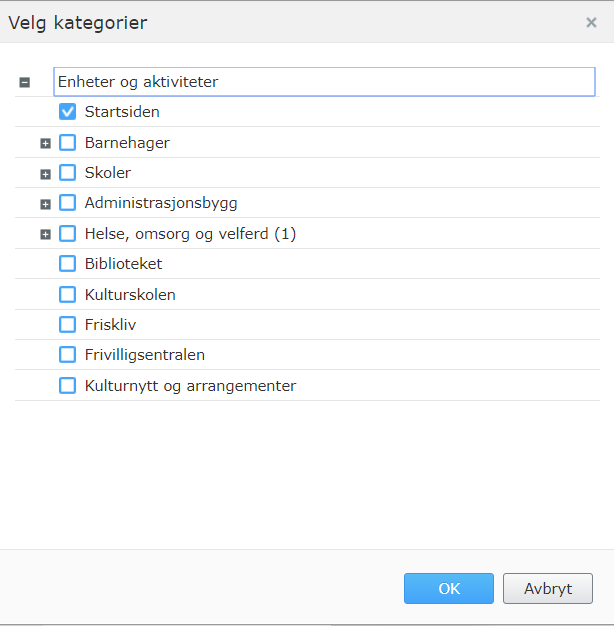 Velg kategorier
Enheter og aktiviteter
Startsiden
Barnehager
Skoler
Administrasjonsbygg
Helse, omsorg og velferd (1)
Biblioteket
Kulturskolen
Friskliv
Frivilligsentralen
Kulturnytt og arrangementer
OK Avbryt